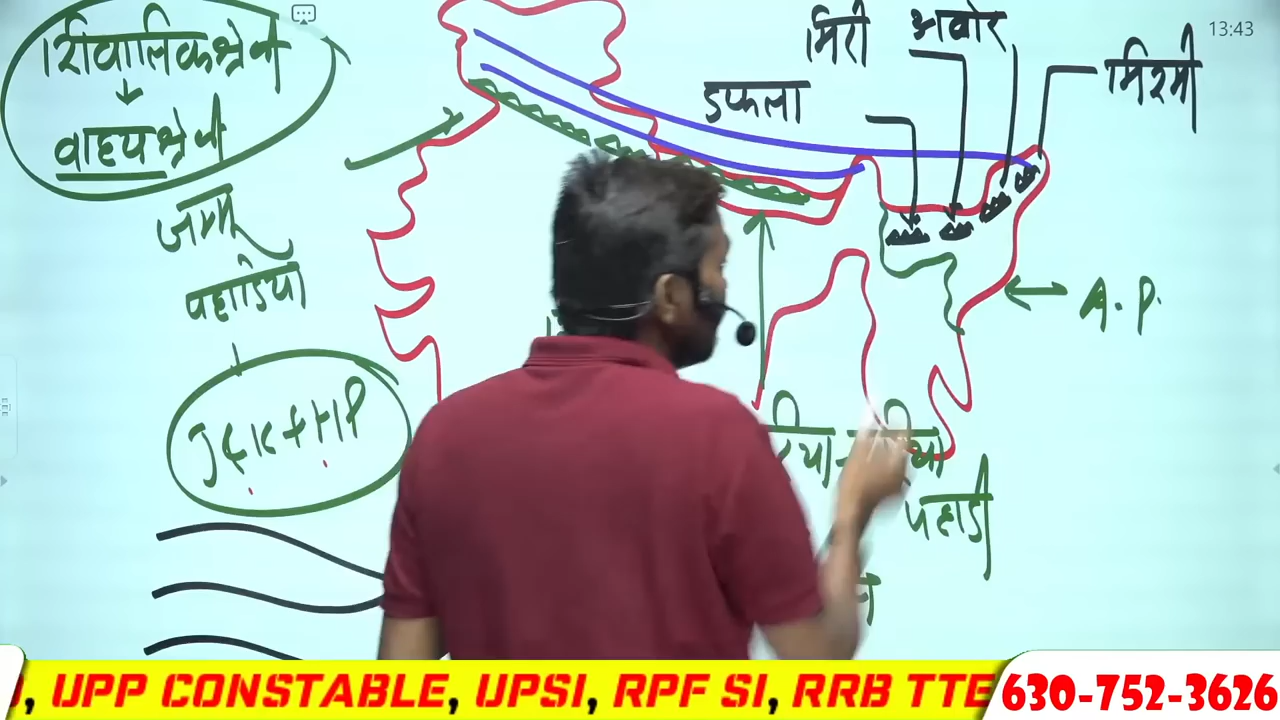 शिवालिक श्रेणी
वाह्य श्रेणी
जम्मू
पहाडियाँ
J&K + HP
डफला
मिरी
अबोर
मिश्मी
13:43
A.P.
पहाडी
, UPP CONSTABLE, UPSI, RPF SI, RRB TTE
630-752-3626